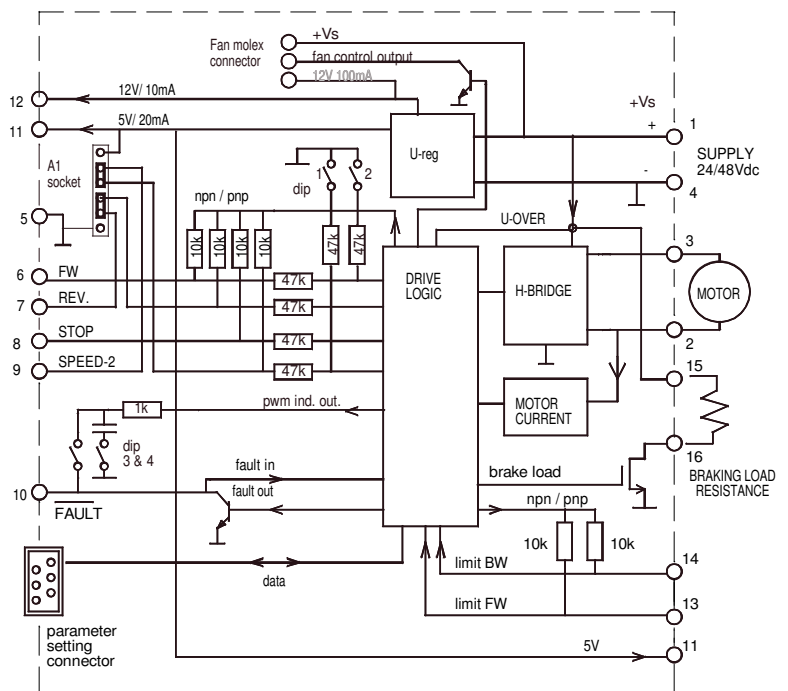 Fan molex
connector
+Vs
fan control output
12V 100mA
12
12V/ 10mA
11
5V/ 20mA
+Vs
+
1
SUPPLY
24/48Vdc
-
4
U-reg
A1
socket
dip
1
2
npn / pnp
5
10k
10k
10k
10k
47k
47k
U-OVER
DRIVE
LOGIC
H-BRIDGE
3
MOTOR
2
6
FW
47k
7
REV.
47k
8
STOP
47k
9
SPEED-2
47k
15
MOTOR
CURRENT
1k
pwm ind. out.
dip
3 & 4
16
BRAKING LOAD
RESISTANCE
fault in
brake load
10
FAULT
fault out
npn / pnp
10k
10k
data
limit BW
14
limit FW
13
parameter
setting
connector
5V
11